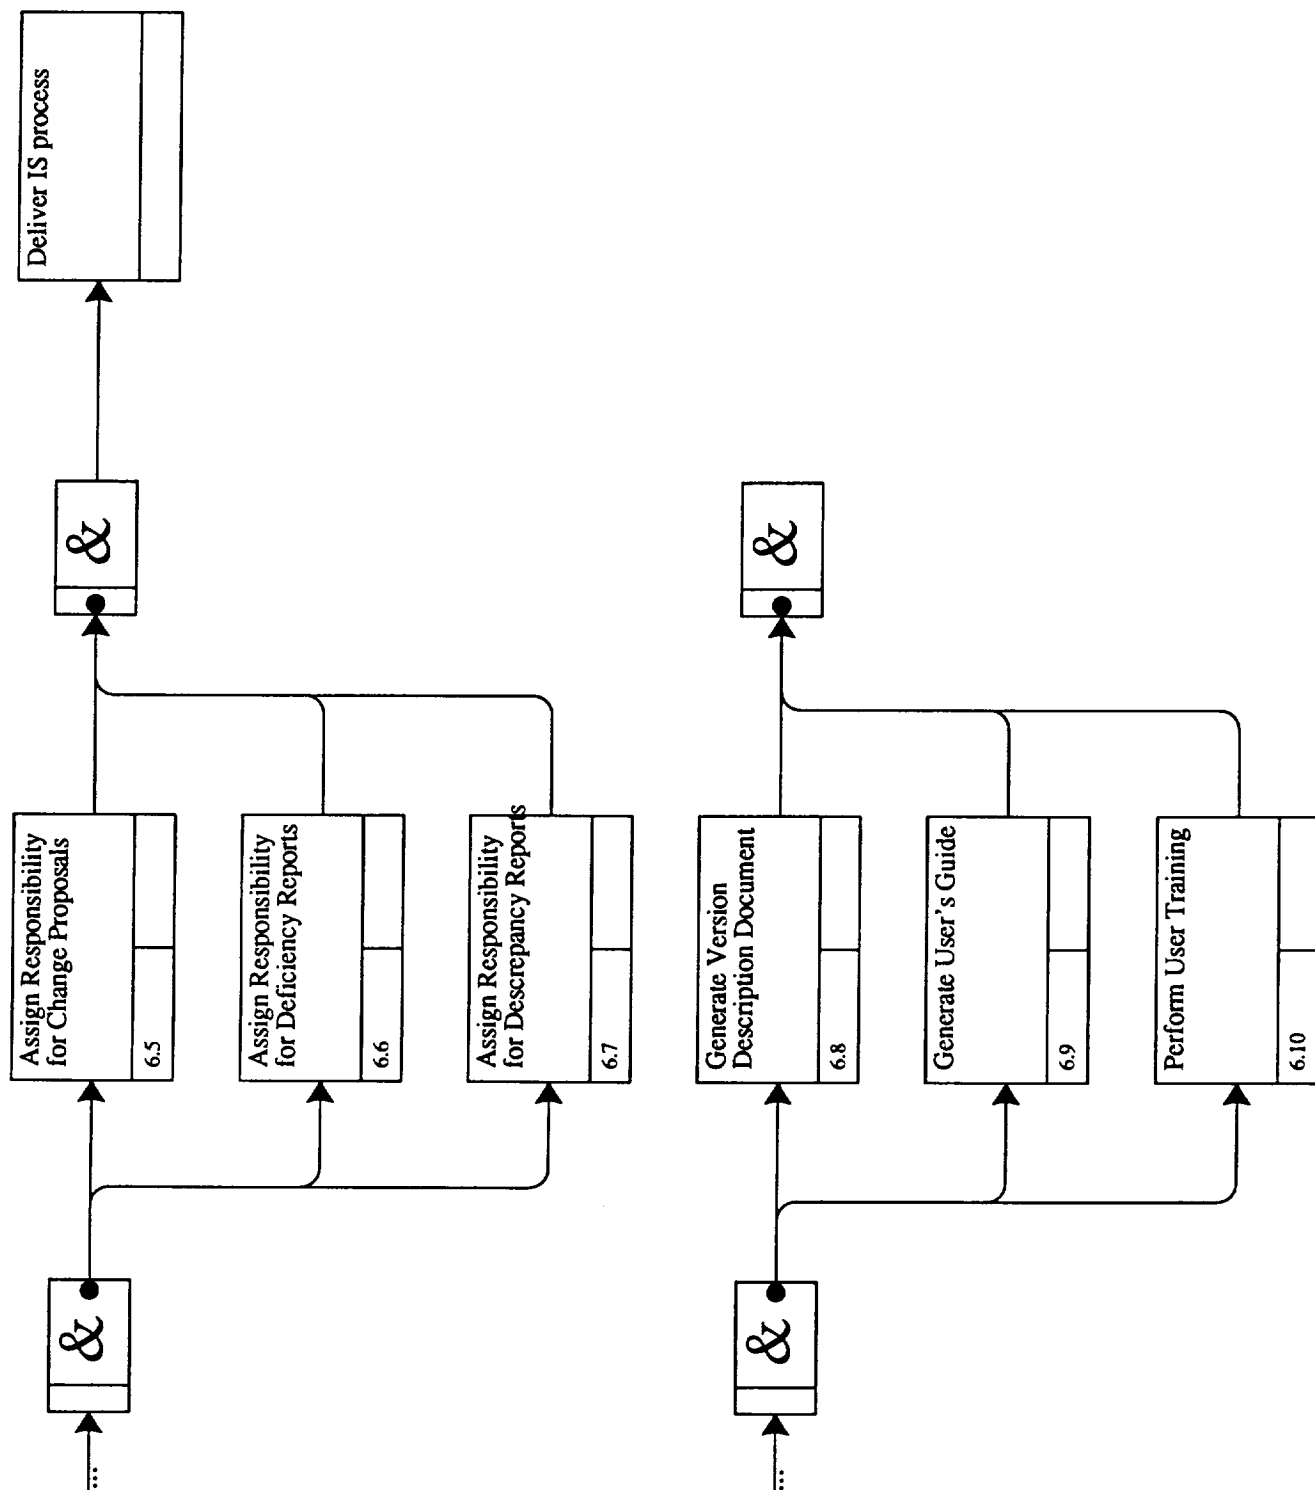 ...
&
Assign Responsibility
for Change Proposals
6.5
Assign Responsibility
for Deficiency Reports
6.6
Assign Responsibility
for Descrepancy Reports
6.7
&
Deliver IS process
...
&
Generate Version
Description Document
6.8
Generate User's Guide
6.9
Perform User Training
6.10
&